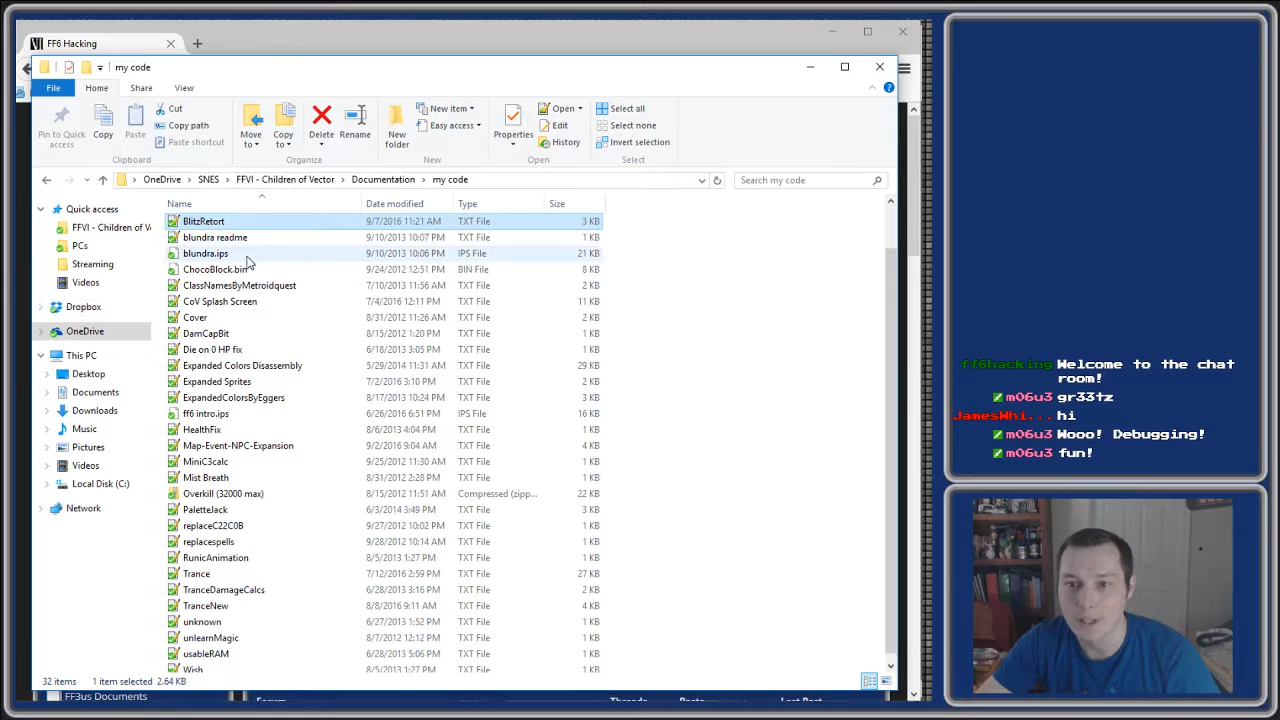 FF6 Hacking
my code
File Home Share View
Pin to Quick access
Copy
Paste
Cut
Copy path
Paste shortcut
Clipboard
Move to
Copy to
Delete
Rename
Organize
New folder
New item
Easy access
New
Properties
Open
Edit
History
Open
Select all
Select none
Invert selection
Select
OneDrive > SNES > FFVI - Children of Vector > Documentation > my code
Search my code
Quick access
FFVI - Children of V
PCs
Streaming
Videos
Dropbox
OneDrive
This PC
Desktop
Documents
Downloads
Music
Pictures
Videos
Local Disk (C:)
Network
Name Date modified Type Size
BlitzRetort 9/7/2016 11:21 AM TXT File 3 KB
blundra readme 9/10/2013 10:07 PM TXT File 1 KB
blundra.ips 9/10/2013 10:06 PM IPS File 21 KB
ChocoBlock.bin 9/24/2012 12:51 PM BIN File 8 KB
ClassNamesByMetroidquest 7/10/2013 11:56 AM TXT File 2 KB
CoV Splash Screen 7/4/2016 12:11 PM TXT File 11 KB
Cover 8/31/2012 11:26 AM TXT File 2 KB
DamCapBit 8/15/2012 1:20 PM TXT File 2 KB
Die on 0 HP fix 6/18/2013 3:05 PM TXT File 1 KB
Expanded Colors Disassembly 5/29/2014 11:31 AM TXT File 29 KB
Expanded Sprites 7/2/2016 3:10 PM TXT File 2 KB
ExpandedColorsByEggers 8/17/2013 10:24 PM TXT File 3 KB
ff6 intro.ips 6/26/2016 6:51 PM IPS File 16 KB
HealthFix 8/6/2013 4:04 PM TXT File 1 KB
Map-Event-NPC-Expansion 9/2/2016 9:04 AM TXT File 4 KB
MiniC3calc 9/25/2012 11:30 AM TXT File 1 KB
Mist Breath 8/31/2012 2:28 PM TXT File 1 KB
Overkill (32000 max) 8/15/2012 11:51 AM Compressed (zipp... 22 KB
PaletteJack 6/3/2014 3:49 PM TXT File 3 KB
replaceC22C0B 9/27/2012 10:02 PM TXT File 1 KB
replacespells 9/28/2012 10:14 AM TXT File 1 KB
RunicAnimation 8/5/2013 1:27 PM TXT File 1 KB
Trance 7/12/2016 2:59 PM TXT File 27 KB
TranceDamageCalcs 6/28/2013 3:16 PM TXT File 2 KB
TranceNew 8/8/2016 9:11 AM TXT File 4 KB
unknown 6/27/2013 1:52 PM TXT File 1 KB
unlearnMagic 8/7/2012 12:12 PM TXT File 1 KB
usableRAM 6/28/2013 5:06 PM TXT File 1 KB
Wish 8/5/2013 1:27 PM TXT File 1 KB
32 items 1 item selected 2.64 KB
FF3us Documents
Forum Threads Posts Last Post
ff6hacking Welcome to the chat
room!
m06u3 gr33tz
JamesWhi... hi
m06u3 Wooo! Debugging!
m06u3 fun!